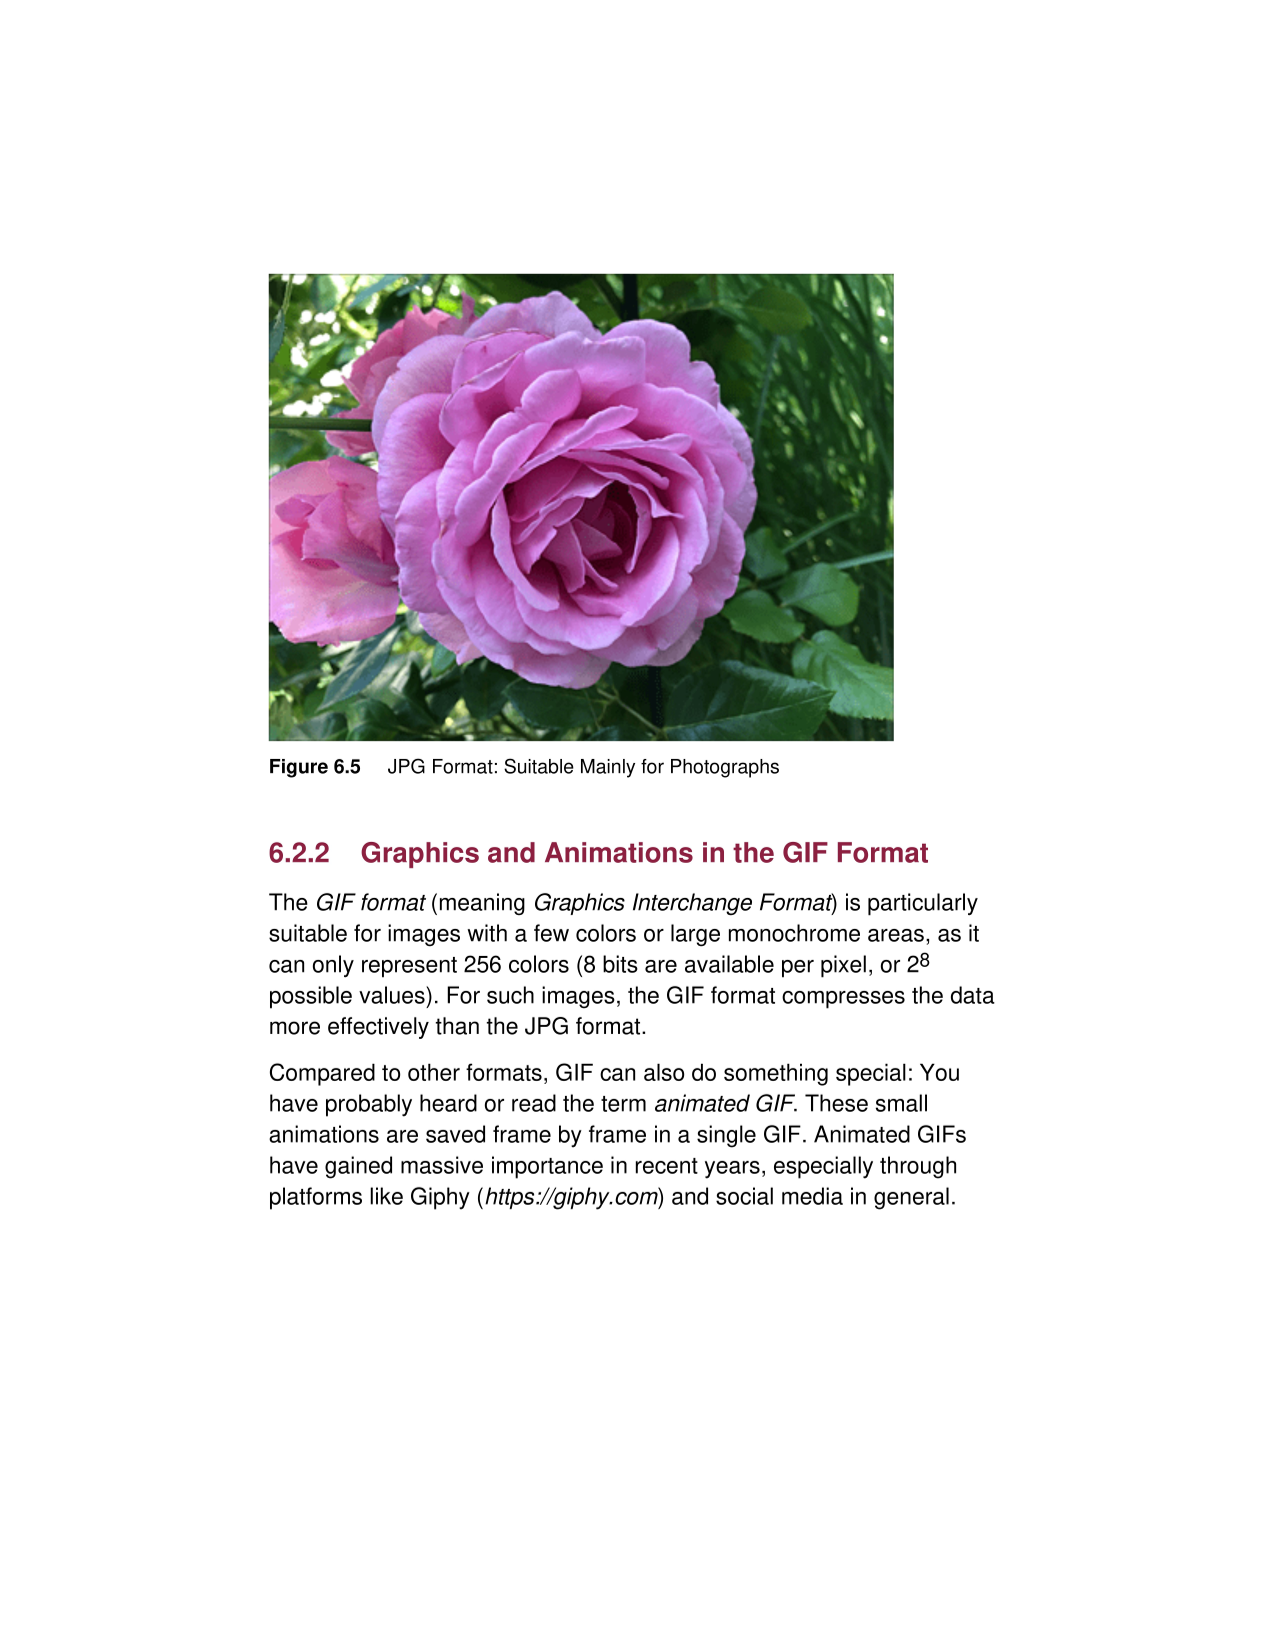 Figure 6.5 JPG Format: Suitable Mainly for Photographs
6.2.2 Graphics and Animations in the GIF Format
The GIF format (meaning Graphics Interchange Format) is particularly
suitable for images with a few colors or large monochrome areas, as it
can only represent 256 colors (8 bits are available per pixel, or 2⁸
possible values). For such images, the GIF format compresses the data
more effectively than the JPG format.
Compared to other formats, GIF can also do something special: You
have probably heard or read the term animated GIF. These small
animations are saved frame by frame in a single GIF. Animated GIFs
have gained massive importance in recent years, especially through
platforms like Giphy (https://giphy.com) and social media in general.